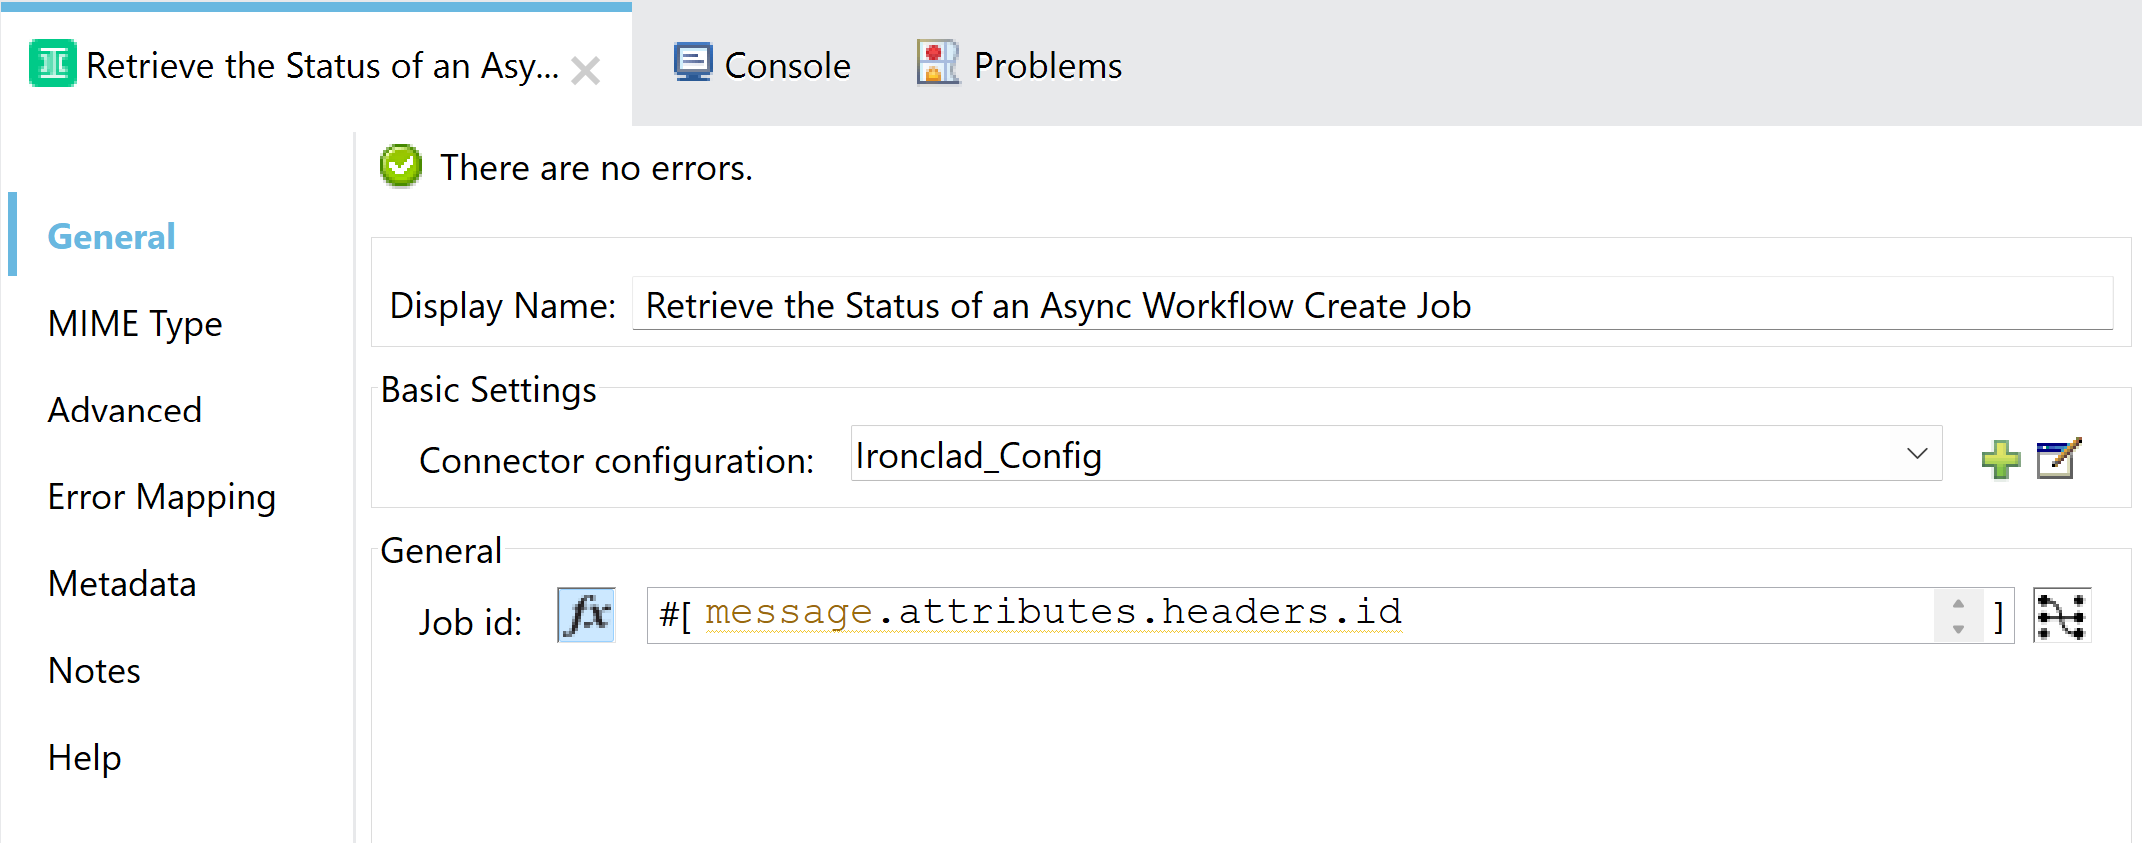 Retrieve the Status of an Asy...
Console
Problems
There are no errors.
General
MIME Type
Advanced
Error Mapping
Metadata
Notes
Help
Display Name: Retrieve the Status of an Async Workflow Create Job
Basic Settings
Connector configuration: Ironclad_Config
General
Job id: fx #[ message.attributes.headers.id ]